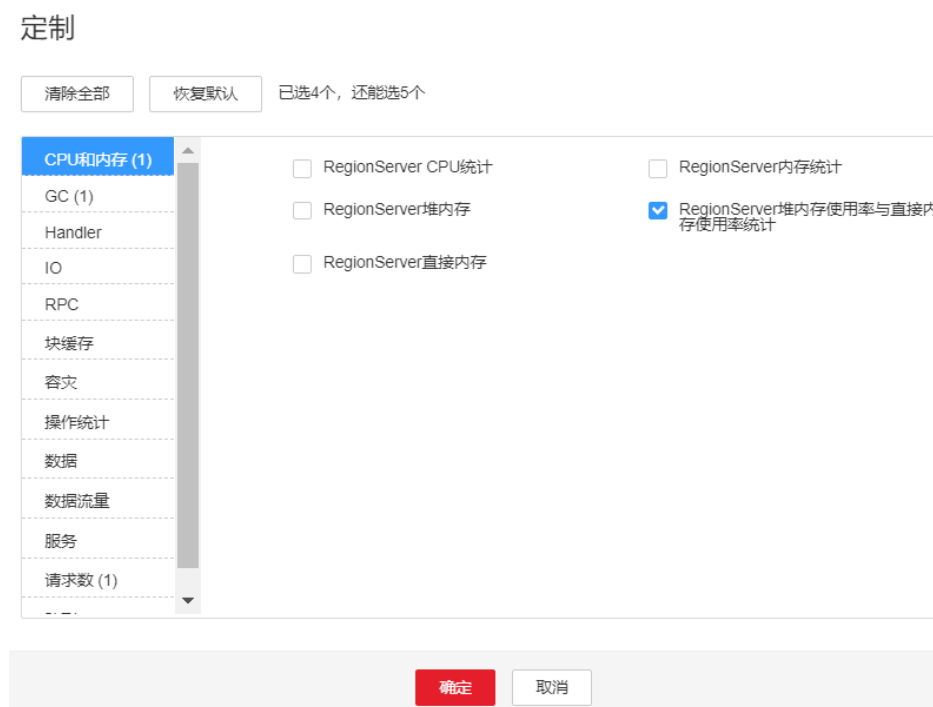 定制
清除全部
恢复默认
已选4个，还能选5个
CPU和内存 (1)
GC (1)
Handler
IO
RPC
块缓存
容灾
操作统计
数据
数据流量
服务
请求数 (1)
RegionServer CPU统计
RegionServer内存统计
RegionServer堆内存
RegionServer堆内存使用率与直接内
存使用率统计
RegionServer直接内存
确定
取消